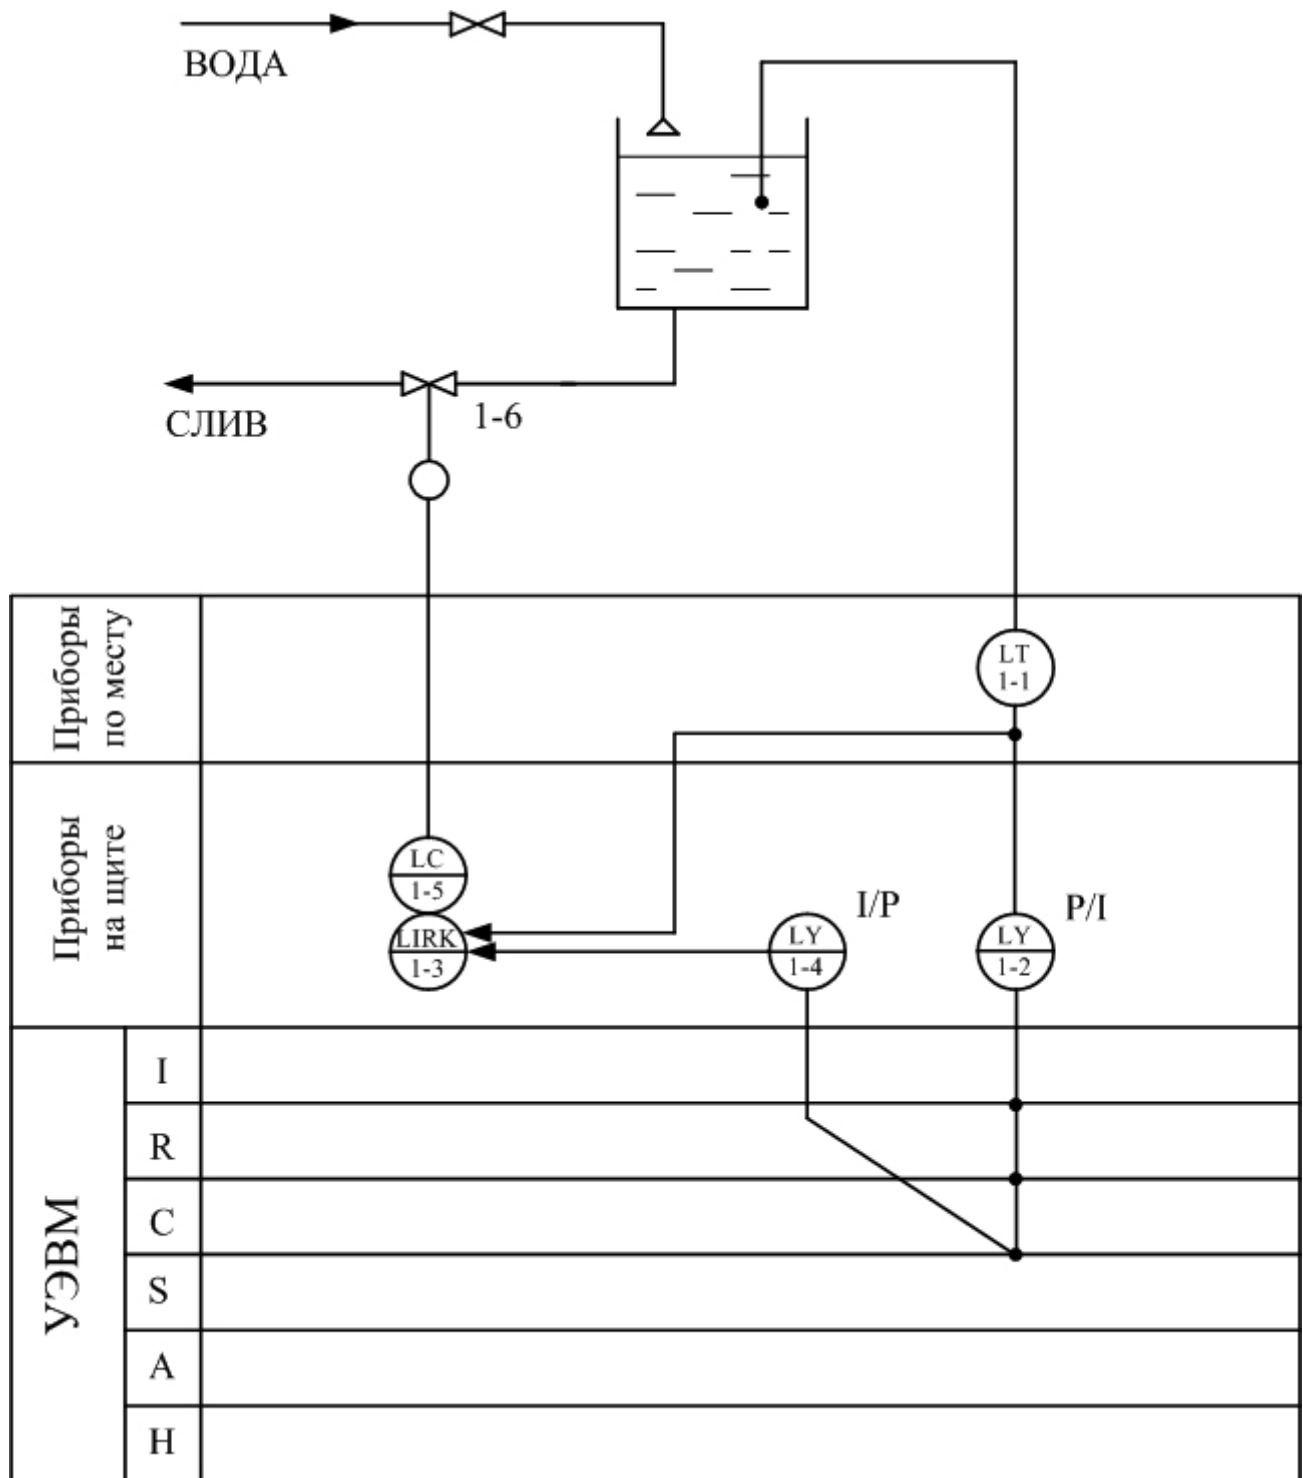 ВОДА
СЛИВ
1-6
Приборы
по месту
LT
1-1
Приборы
на щите
LC
1-5
LIRK
1-3
LY
1-4
I/P
LY
1-2
P/I
УЭВМ
I
R
C
S
A
H